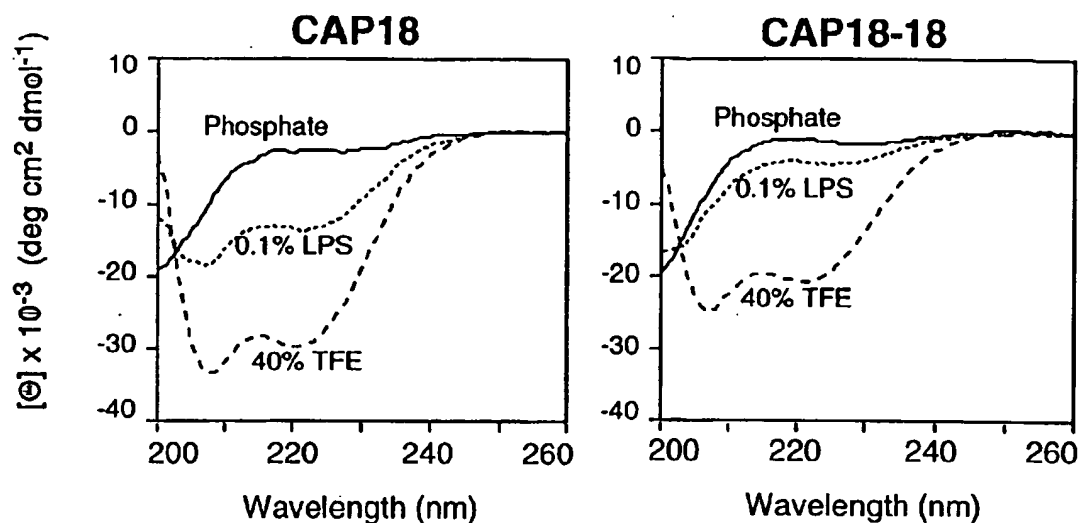 CAP18
CAP18-18
[Θ] x 10-3 (deg cm2 dmol-1)
10
0
-10
-20
-30
-40
Phosphate
0.1% LPS
40% TFE
200
220
240
260
Wavelength (nm)
10
0
-10
-20
-30
-40
Phosphate
0.1% LPS
40% TFE
200
220
240
260
Wavelength (nm)